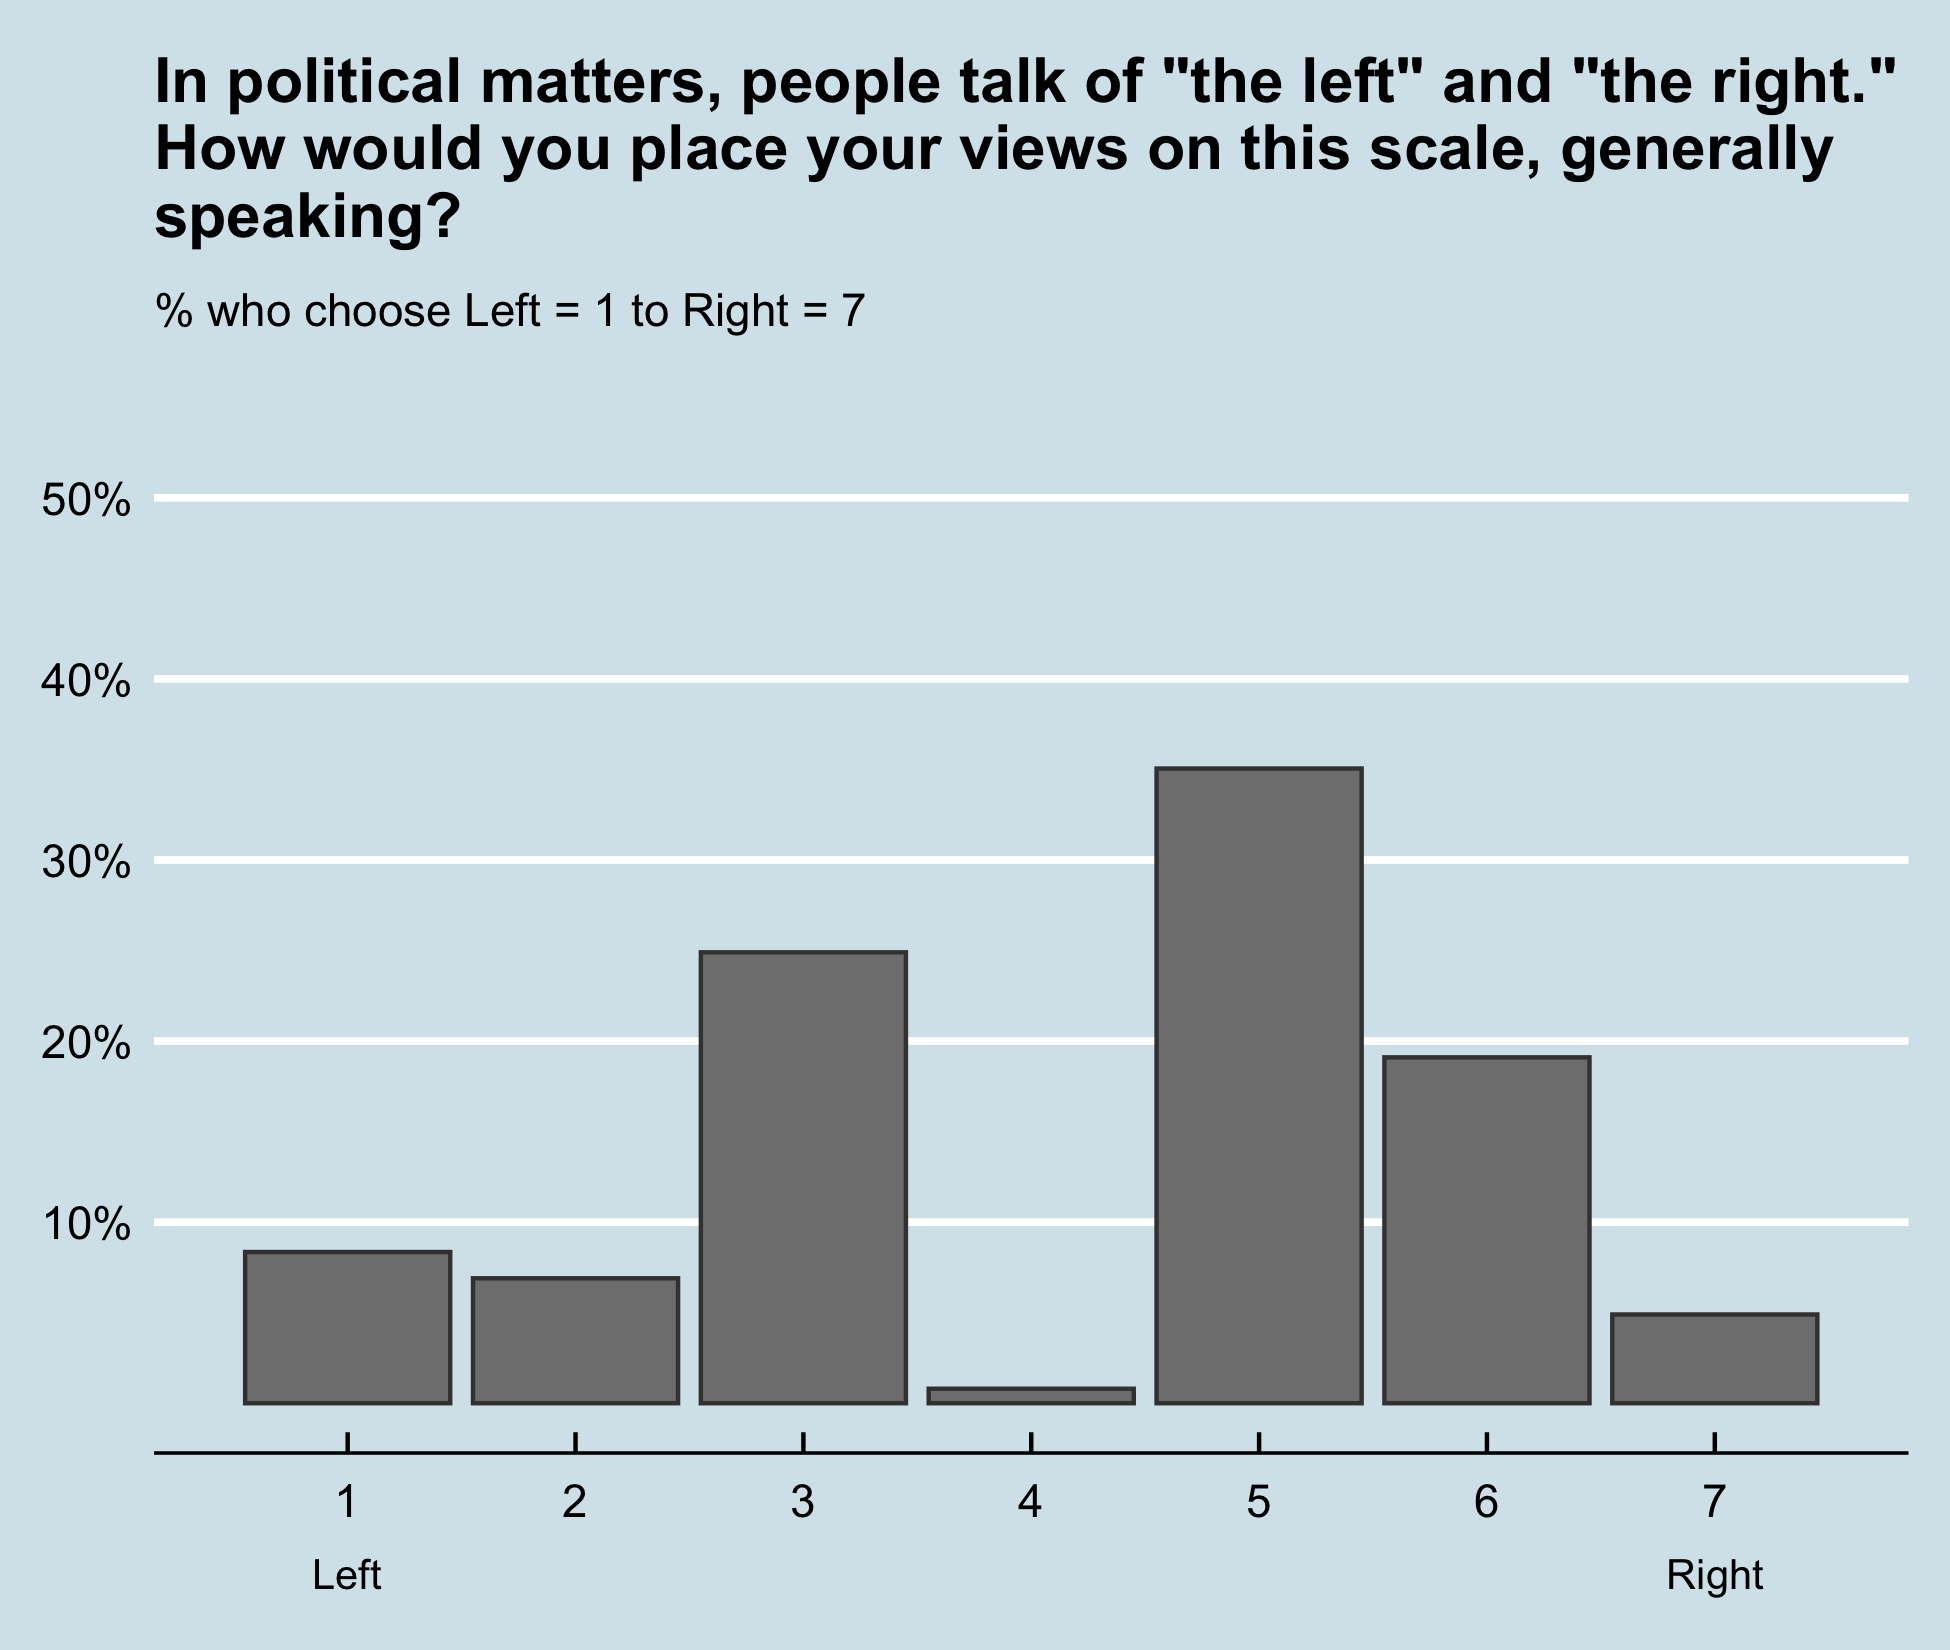 In political matters, people talk of "the left" and "the right."
How would you place your views on this scale, generally
speaking?
% who choose Left = 1 to Right = 7
50%
40%
30%
20%
10%
1 2 3 4 5 6 7
Left Right